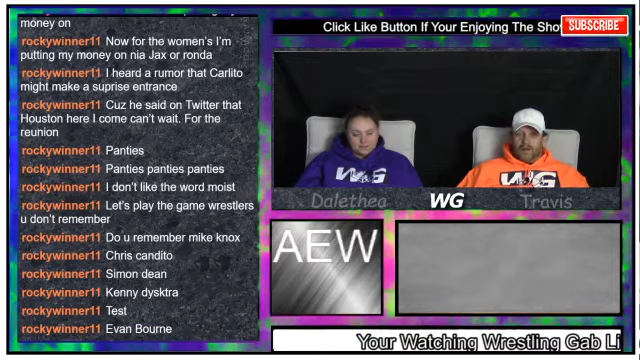 money on
rockywinner11 Now for the women's I'm
putting my money on nia Jax or ronda
rockywinner11 I heard a rumor that Carlito
might make a suprise entrance
rockywinner11 Cuz he said on Twitter that
Houston here I come can't wait. For the
reunion
rockywinner11 Panties
rockywinner11 Panties panties panties
rockywinner11 I don't like the word moist
rockywinner11 Let's play the game wrestlers
u don't remember
rockywinner11 Do u remember mike knox
rockywinner11 Chris candito
rockywinner11 Simon dean
rockywinner11 Kenny dysktra
rockywinner11 Test
rockywinner11 Evan Bourne
Click Like Button If Your Enjoying The Sho
SUBSCRIBE
WG
WG
Dalethea WG Travis
AEW
Your Watching Wrestling Gab Li